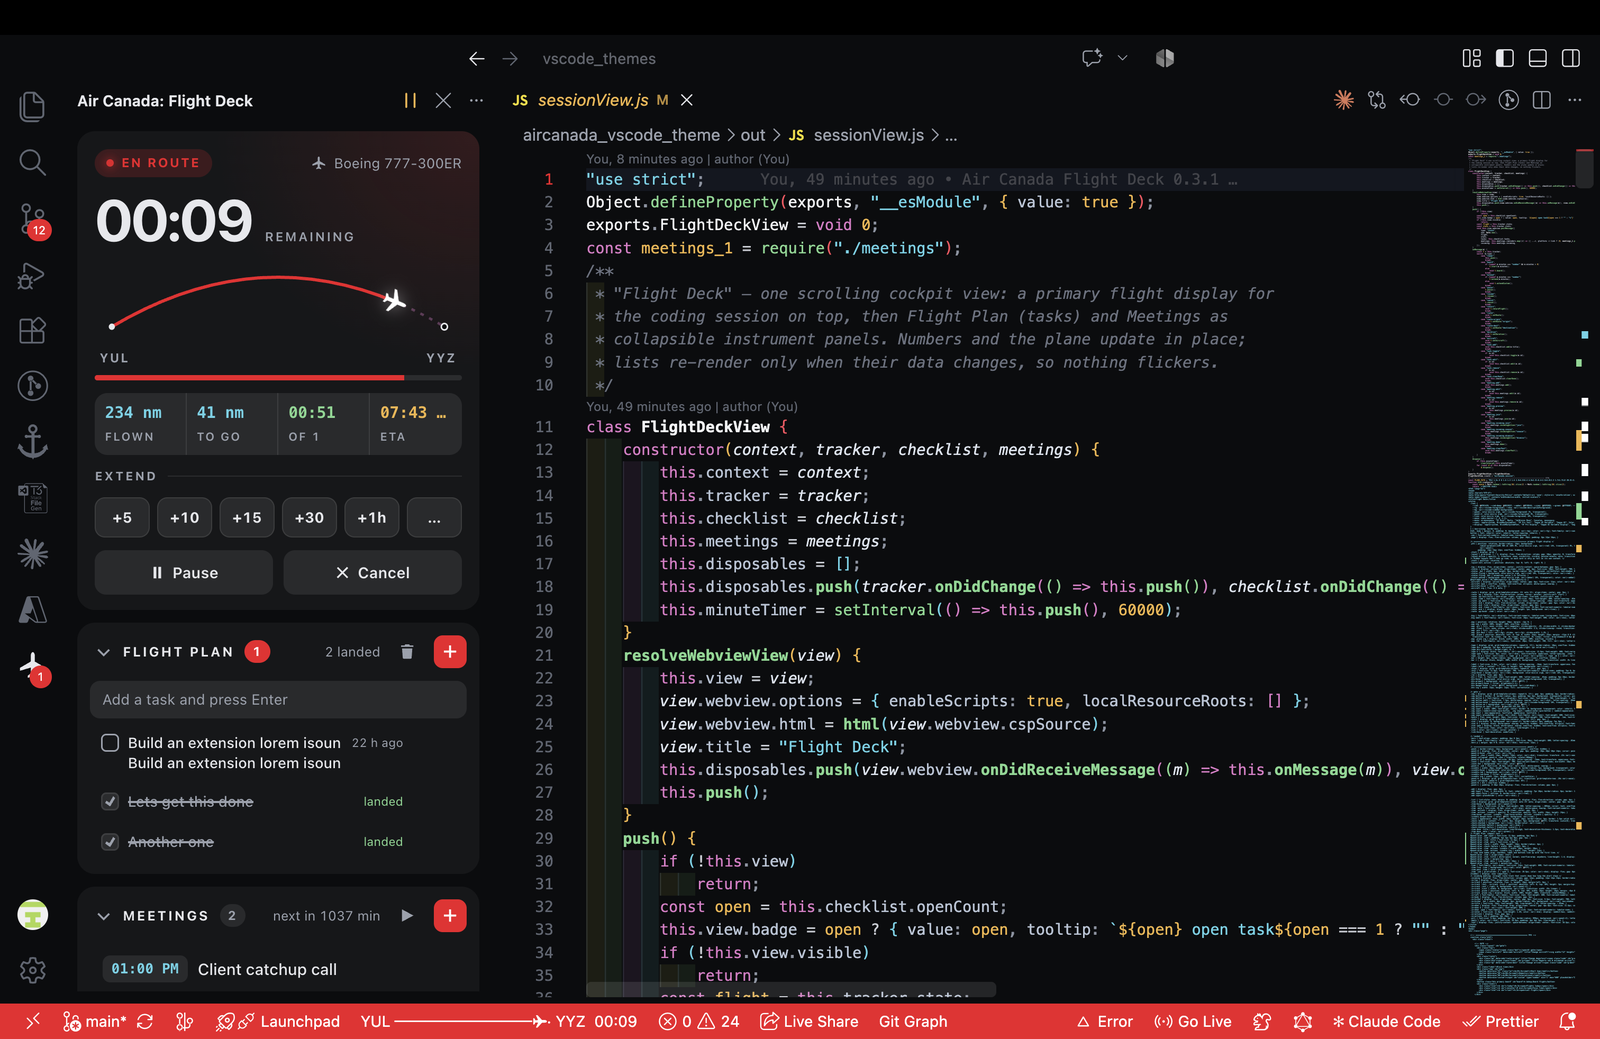 vscode_themes
Air Canada: Flight Deck
JS sessionView.js M
aircanada_vscode_theme > out > JS sessionView.js > ...
EN ROUTE
Boeing 777-300ER
00:09 REMAINING
YUL YYZ
234 nm 41 nm 00:51 07:43 …
FLOWN TO GO OF 1 ETA
EXTEND
+5 +10 +15 +30 +1h ...
Pause Cancel
12
T3
Gen
1
FLIGHT PLAN 1 2 landed +
Add a task and press Enter
Build an extension lorem isoun 22 h ago
Build an extension lorem isoun
Lets get this done landed
Another one landed
MEETINGS 2 next in 1037 min +
01:00 PM Client catchup call
You, 8 minutes ago | author (You)
1 "use strict"; You, 49 minutes ago • Air Canada Flight Deck 0.3.1 …
2 Object.defineProperty(exports, "__esModule", { value: true });
3 exports.FlightDeckView = void 0;
4 const meetings_1 = require("./meetings");
5 /**
6 * "Flight Deck" — one scrolling cockpit view: a primary flight display for
7 * the coding session on top, then Flight Plan (tasks) and Meetings as
8 * collapsible instrument panels. Numbers and the plane update in place;
9 * lists re-render only when their data changes, so nothing flickers.
10 */
You, 49 minutes ago | author (You)
11 class FlightDeckView {
12 constructor(context, tracker, checklist, meetings) {
13 this.context = context;
14 this.tracker = tracker;
15 this.checklist = checklist;
16 this.meetings = meetings;
17 this.disposables = [];
18 this.disposables.push(tracker.onDidChange(() => this.push()), checklist.onDidChange(() =
19 this.minuteTimer = setInterval(() => this.push(), 60000);
20 }
21 resolveWebviewView(view) {
22 this.view = view;
23 view.webview.options = { enableScripts: true, localResourceRoots: [] };
24 view.webview.html = html(view.webview.cspSource);
25 view.title = "Flight Deck";
26 this.disposables.push(view.webview.onDidReceiveMessage((m) => this.onMessage(m)), view.
27 this.push();
28 }
29 push() {
30 if (!this.view)
31 return;
32 const open = this.checklist.openCount;
33 this.view.badge = open ? { value: open, tooltip: `${open} open task${open === 1 ? "" : "
34 if (!this.view.visible)
35 return;
36 const flight = this.tracker.state;
main* Launchpad YUL YYZ 00:09 0 24 Live Share Git Graph Error Go Live Claude Code Prettier